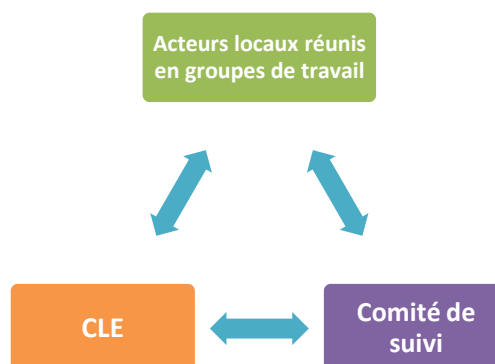 Acteurs locaux réunis
en groupes de travail
CLE
Comité de
suivi